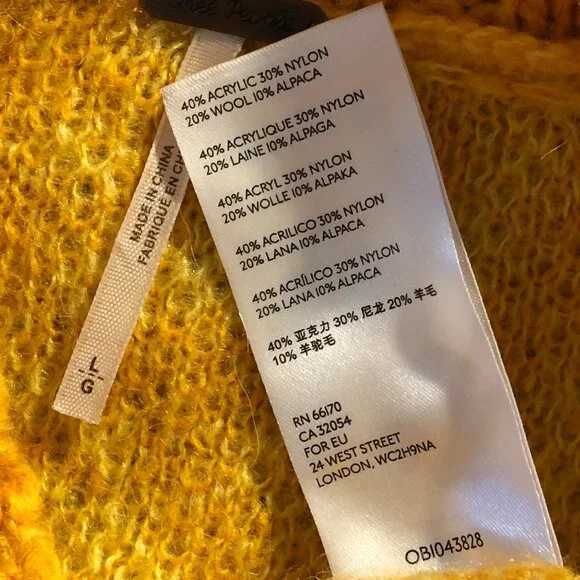 MADE IN CHINA
FABRIQUE EN CH
L
G
40% ACRYLIC 30% NYLON
20% WOOL 10% ALPACA
40% ACRYLIQUE 30% NYLON
20% LAINE 10% ALPAGA
40% ACRYL 30% NYLON
20% WOLLE 10% ALPAKA
40% ACRILICO 30% NYLON
20% LANA 10% ALPACA
40% ACRÍLICO 30% NYLON
20% LANA 10% ALPACA
40% 亚克力 30% 尼龙 20% 羊毛
10% 羊驼毛
RN 66170
CA 32054
FOR EU
24 WEST STREET
LONDON, WC2H9NA
OB1043828